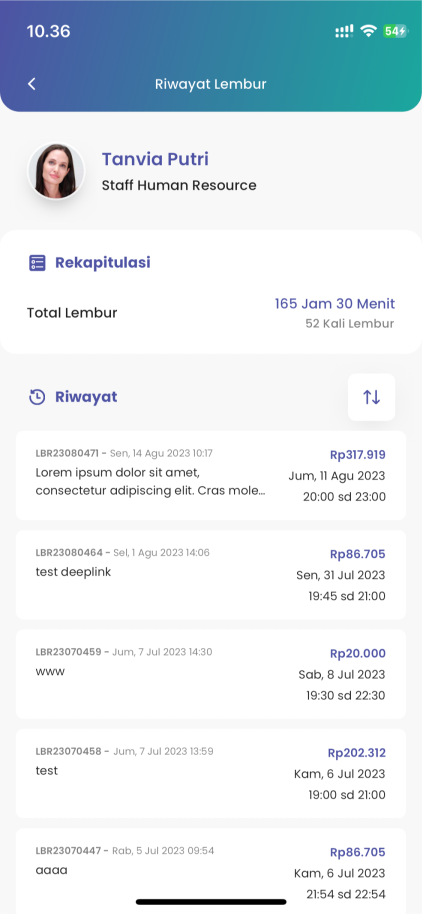 10.36
54
Riwayat Lembur
Tanvia Putri
Staff Human Resource
Rekapitulasi
Total Lembur
165 Jam 30 Menit
52 Kali Lembur
Riwayat
LBR23080471 - Sen, 14 Agu 2023 10:17
Rp317.919
Lorem ipsum dolor sit amet,
consectetur adipiscing elit. Cras mole...
Jum, 11 Agu 2023
20:00 sd 23:00
LBR23080464 - Sel, 1 Agu 2023 14:06
Rp86.705
test deeplink
Sen, 31 Jul 2023
19:45 sd 21:00
LBR23070459 - Jum, 7 Jul 2023 14:30
Rp20.000
www
Sab, 8 Jul 2023
19:30 sd 22:30
LBR23070458 - Jum, 7 Jul 2023 13:59
Rp202.312
test
Kam, 6 Jul 2023
19:00 sd 21:00
LBR23070447 - Rab, 5 Jul 2023 09:54
Rp86.705
aaaa
Kam, 6 Jul 2023
21:54 sd 22:54